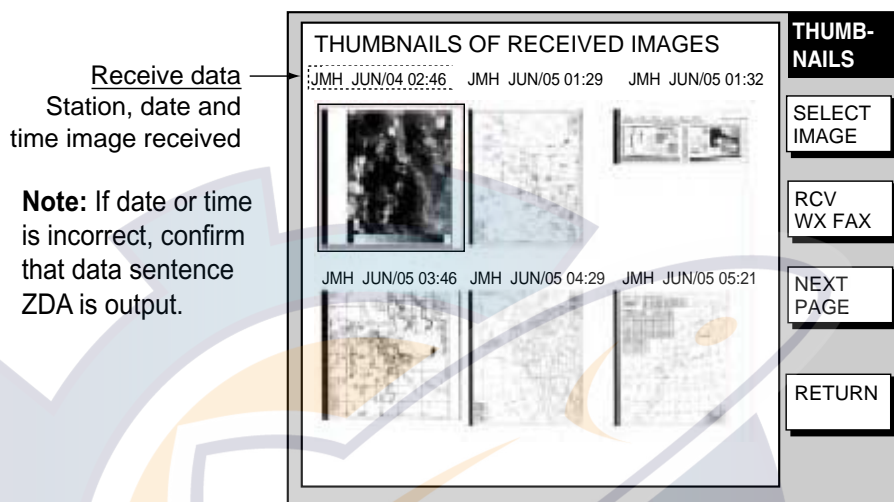 Receive data
Station, date and
time image received
Note: If date or time
is incorrect, confirm
that data sentence
ZDA is output.
THUMBNAILS OF RECEIVED IMAGES
JMH JUN/04 02:46 JMH JUN/05 01:29 JMH JUN/05 01:32
JMH JUN/05 03:46 JMH JUN/05 04:29 JMH JUN/05 05:21
THUMB-
NAILS
SELECT
IMAGE
RCV
WX FAX
NEXT
PAGE
RETURN